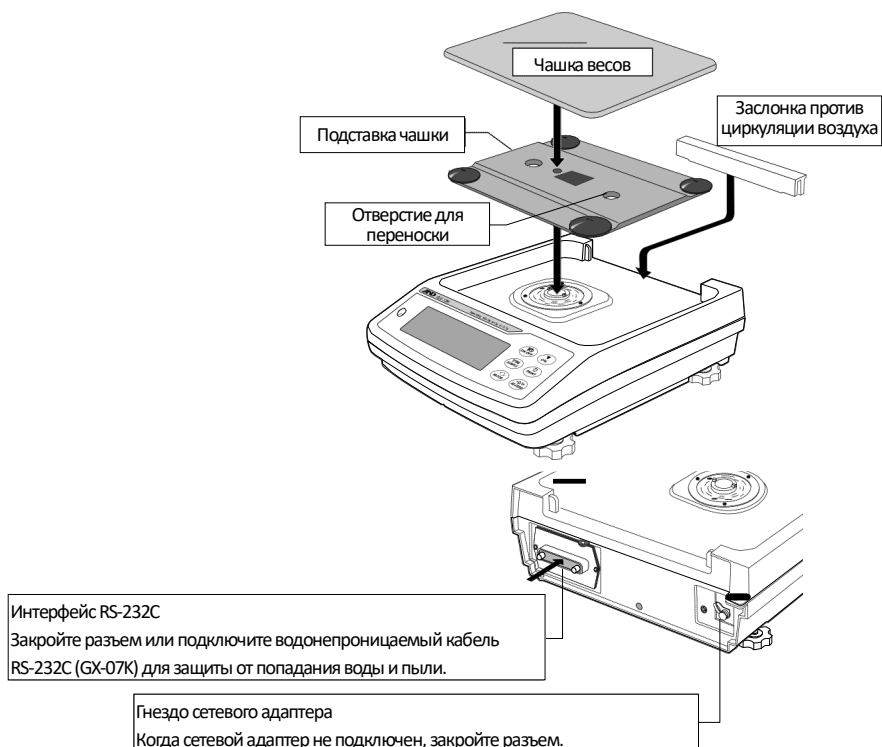 Чашка весов
Заслонка против
циркуляции воздуха
Подставка чашки
Отверстие для
переноски
AND
Интерфейс RS-232C
Закройте разъем или подключите водонепроницаемый кабель
RS-232C (GX-07K) для защиты от попадания воды и пыли.
Гнездо сетевого адаптера
Когда сетевой адаптер не подключен, закройте разъем.